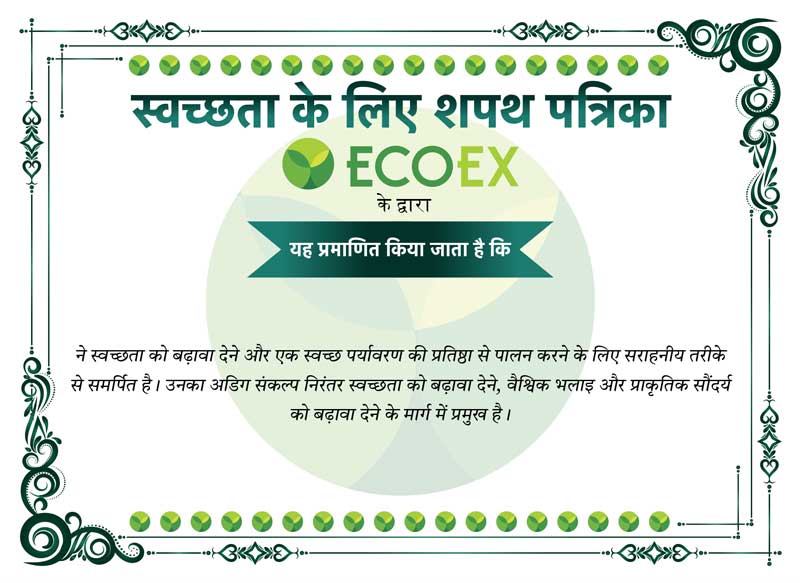 स्वच्छता के लिए शपथ पत्रिका
ECOEX
के द्वारा
यह प्रमाणित किया जाता है कि
ने स्वच्छता को बढ़ावा देने और एक स्वच्छ पर्यावरण की प्रतिष्ठा से पालन करने के लिए सराहनीय तरीके
से समर्पित है। उनका अडिग संकल्प निरंतर स्वच्छता को बढ़ावा देने, वैश्विक भलाइ और प्राकृतिक सौंदर्य
को बढ़ावा देने के मार्ग में प्रमुख है।